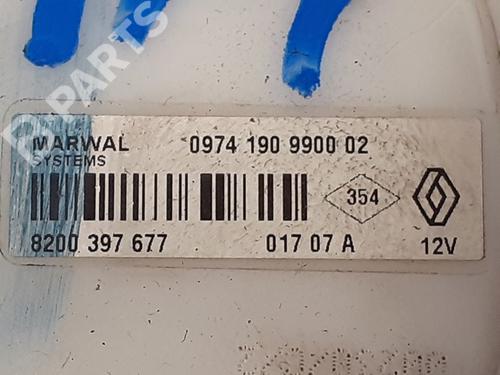 B-PARTS
MARWAL 0974 190 9900 02
SYSTEMS
354
8200 397 677 017 07 A 12V